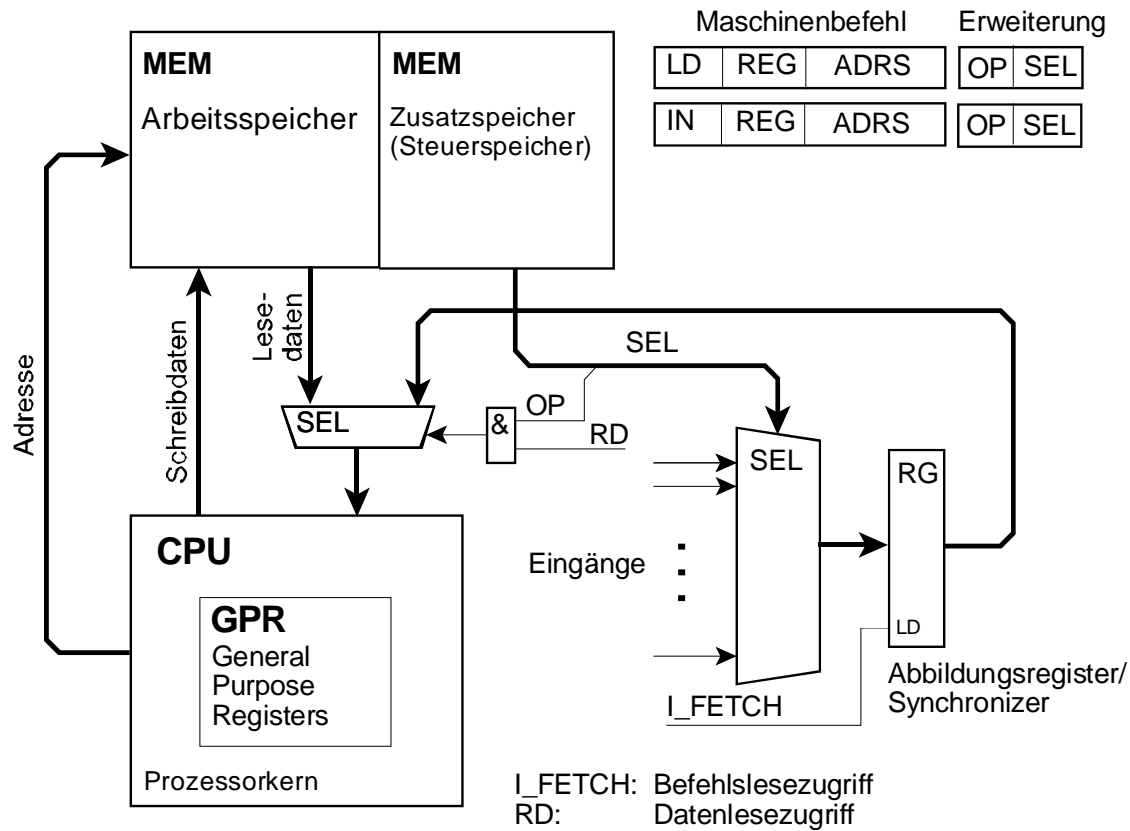 Maschinenbefehl
Erweiterung
LD REG ADRS
OP SEL
IN REG ADRS
OP SEL
MEM
Arbeitsspeicher
MEM
Zusatzspeicher
(Steuerspeicher)
Adresse
Schreibdaten
Lese-
daten
SEL
&
OP
RD
SEL
SEL
RG
LD
Eingänge
I_FETCH
Abbildungsregister/
Synchronizer
CPU
GPR
General
Purpose
Registers
Prozessorkern
I_FETCH: Befehlslesezugriff
RD: Datenlesezugriff